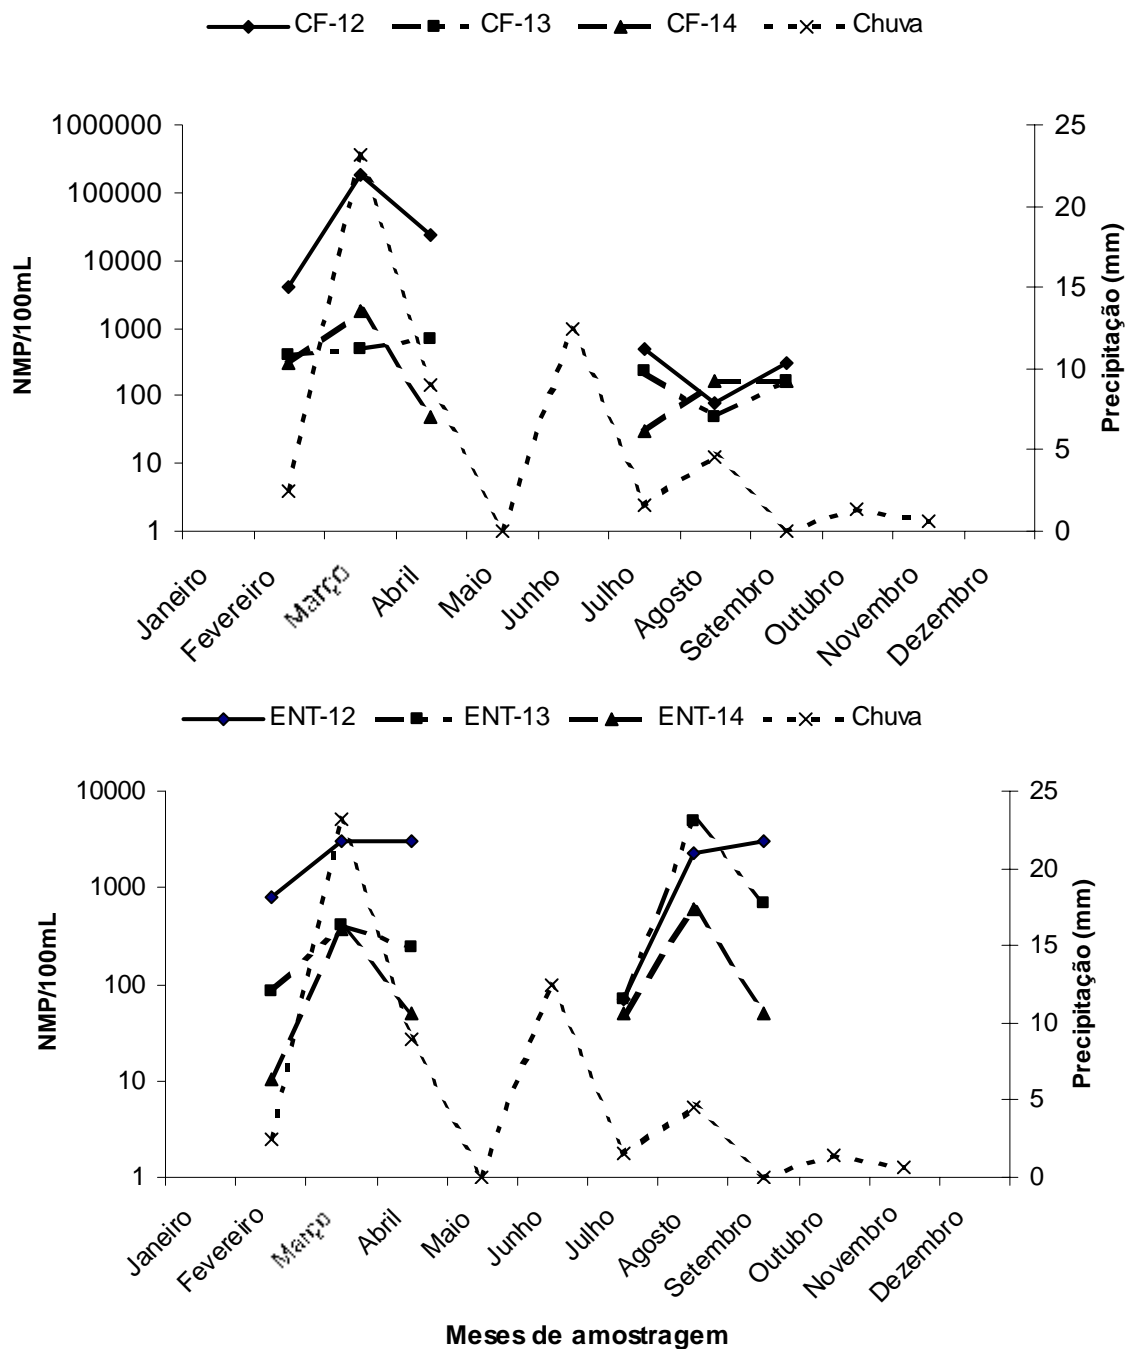 CF-12 CF-13 CF-14 Chuva
1000000
100000
10000
1000
100
10
1
NMP/100mL
25
20
15
10
5
0
Precipitação (mm)
Janeiro
Fevereiro
Março
Abril
Maio
Junho
Julho
Agosto
Setembro
Outubro
Novembro
Dezembro
ENT-12 ENT-13 ENT-14 Chuva
10000
1000
100
10
1
NMP/100mL
25
20
15
10
5
0
Precipitação (mm)
Janeiro
Fevereiro
Março
Abril
Maio
Junho
Julho
Agosto
Setembro
Outubro
Novembro
Dezembro
Meses de amostragem